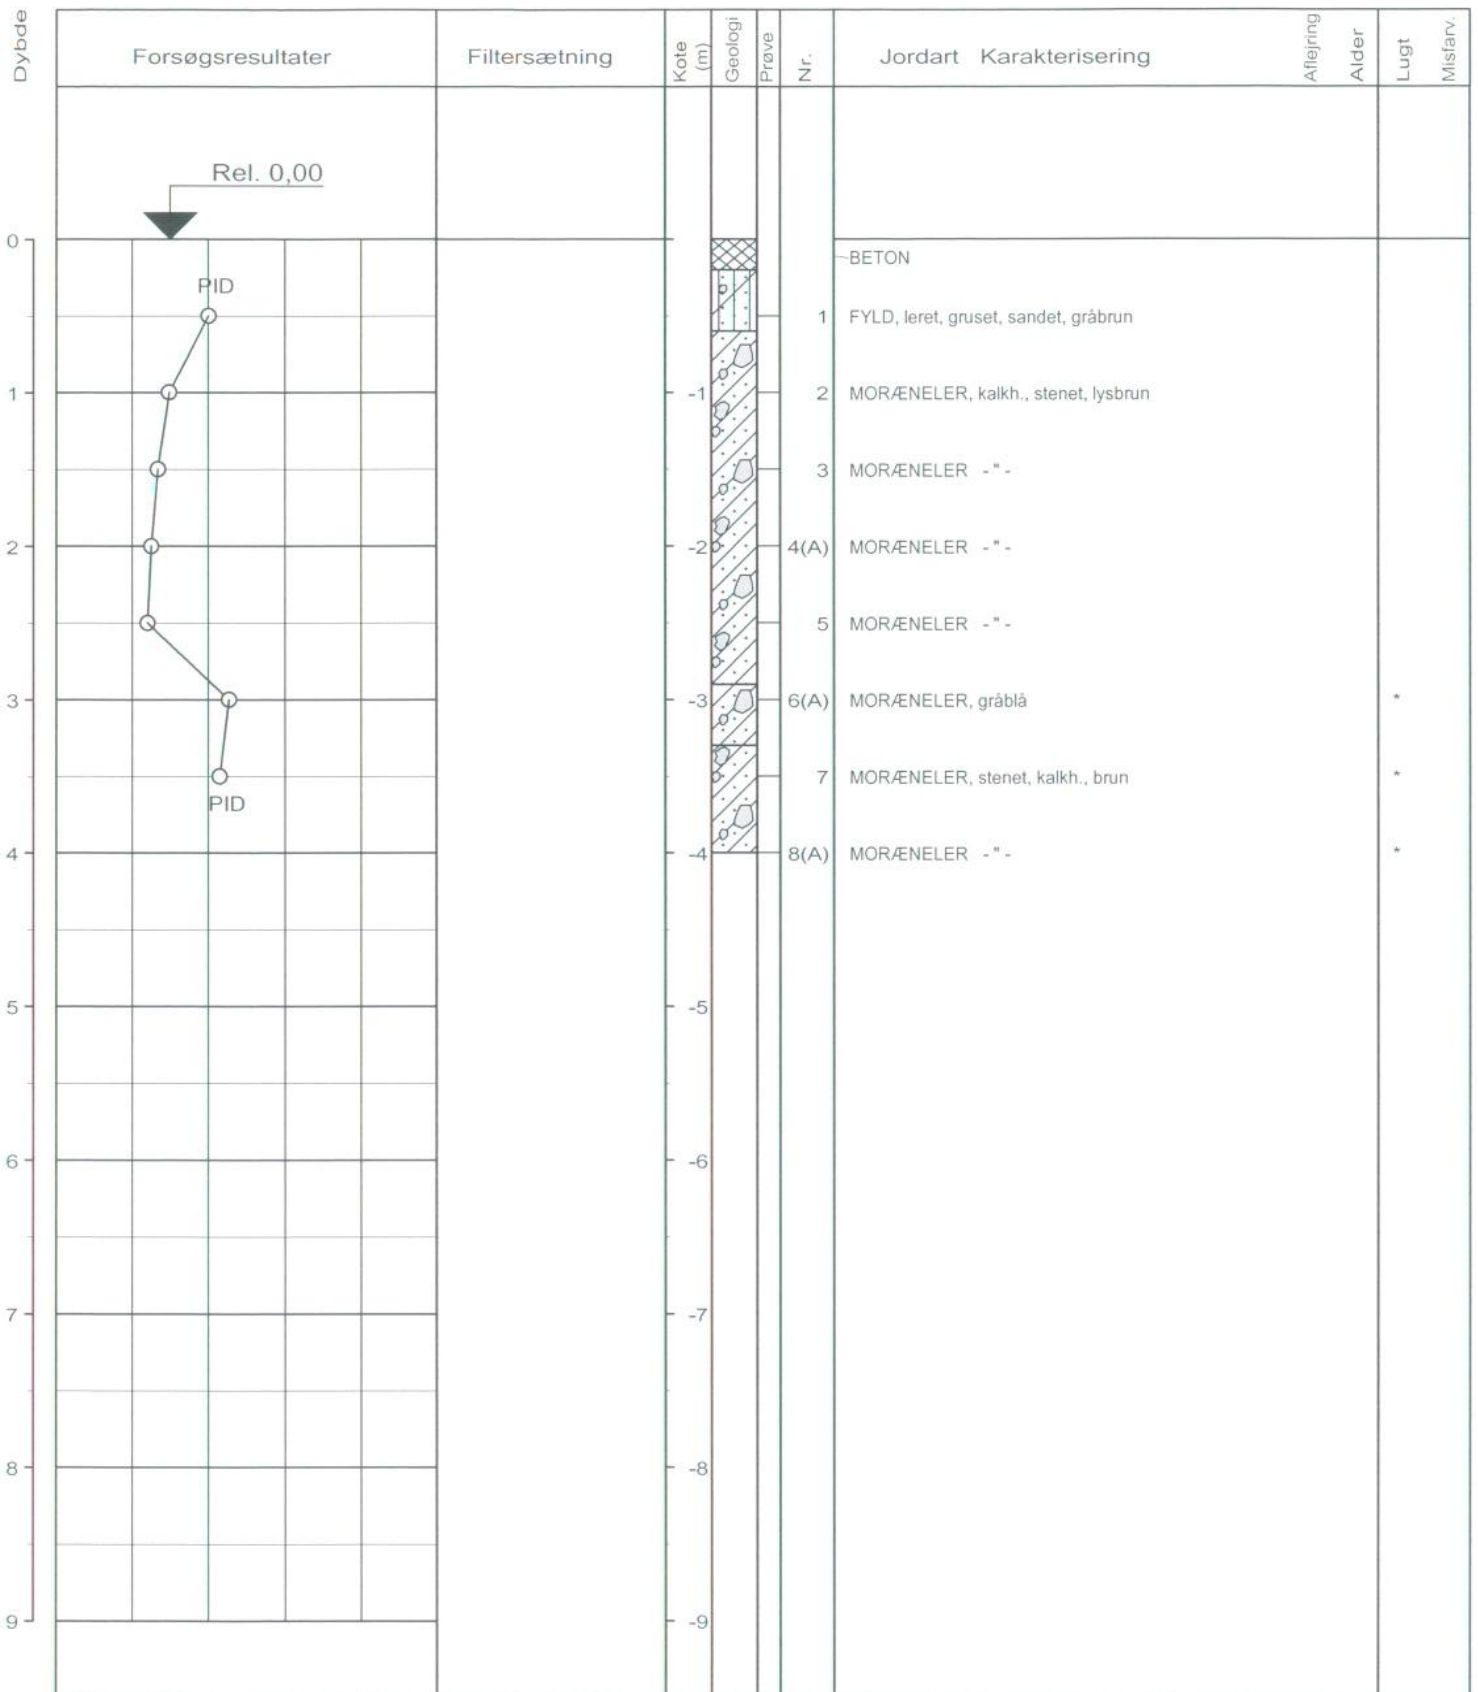 Dybde Forsøgsresultater Filtersætning Kote (m) Geologi Prøve Nr. Jordart Karakterisering Aflejring Alder Lugt Misfarv.
Rel. 0,00
0
BETON
PID
1 FYLD, leret, gruset, sandet, gråbrun
1 -1 2 MORÆNELER, kalkh., stenet, lysbrun
3 MORÆNELER -"-
2 -2 4(A) MORÆNELER -"-
5 MORÆNELER -"-
3 -3 6(A) MORÆNELER, gråblå *
7 MORÆNELER, stenet, kalkh., brun *
PID
4 -4 8(A) MORÆNELER -"- *
5 -5
6 -6
7 -7
8 -8
9 -9